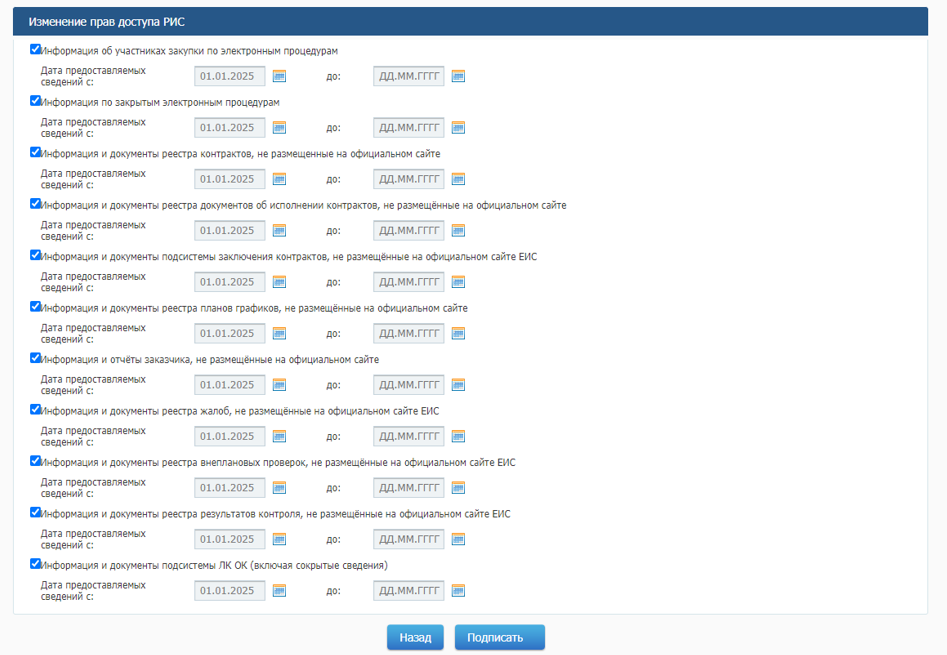 Изменение прав доступа РИС
Информация об участниках закупки по электронным процедурам
Дата предоставляемых
сведений с: 01.01.2025 до: ДД.ММ.ГГГГ
Информация по закрытым электронным процедурам
Дата предоставляемых
сведений с: 01.01.2025 до: ДД.ММ.ГГГГ
Информация и документы реестра контрактов, не размещенные на официальном сайте
Дата предоставляемых
сведений с: 01.01.2025 до: ДД.ММ.ГГГГ
Информация и документы реестра документов об исполнении контрактов, не размещённые на официальном сайте
Дата предоставляемых
сведений с: 01.01.2025 до: ДД.ММ.ГГГГ
Информация и документы подсистемы заключения контрактов, не размещённые на официальном сайте ЕИС
Дата предоставляемых
сведений с: 01.01.2025 до: ДД.ММ.ГГГГ
Информация и документы реестра планов графиков, не размещённые на официальном сайте
Дата предоставляемых
сведений с: 01.01.2025 до: ДД.ММ.ГГГГ
Информация и отчёты заказчика, не размещённые на официальном сайте
Дата предоставляемых
сведений с: 01.01.2025 до: ДД.ММ.ГГГГ
Информация и документы реестра жалоб, не размещённые на официальном сайте ЕИС
Дата предоставляемых
сведений с: 01.01.2025 до: ДД.ММ.ГГГГ
Информация и документы реестра внеплановых проверок, не размещённые на официальном сайте ЕИС
Дата предоставляемых
сведений с: 01.01.2025 до: ДД.ММ.ГГГГ
Информация и документы реестра результатов контроля, не размещённые на официальном сайте ЕИС
Дата предоставляемых
сведений с: 01.01.2025 до: ДД.ММ.ГГГГ
Информация и документы подсистемы ЛК ОК (включая сокрытые сведения)
Дата предоставляемых
сведений с: 01.01.2025 до: ДД.ММ.ГГГГ
Назад Подписать